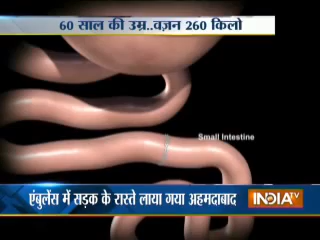 60 साल की उम्र..वज़न 260 किलो
Small Intestine
एंबुलेंस में सड़क के रास्ते लाया गया अहमदाबाद
INDIA TV